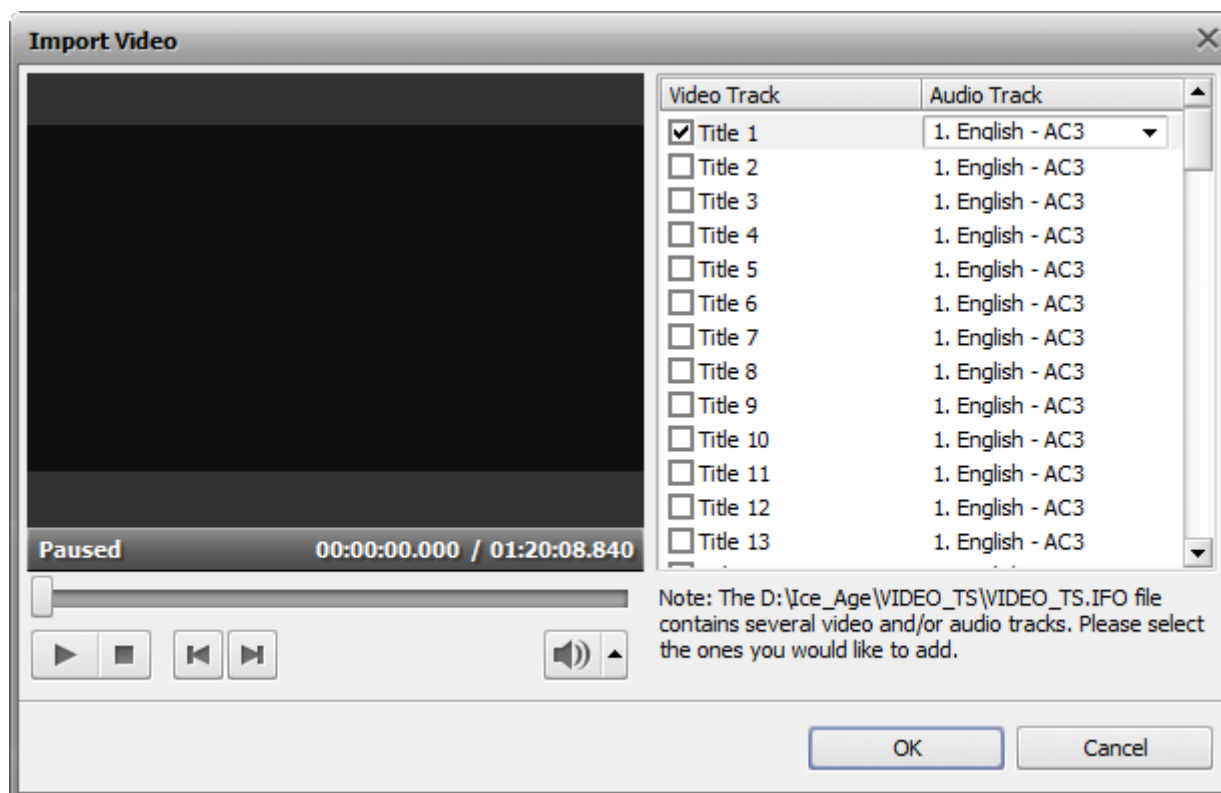 Import Video
Video Track Audio Track
Title 1 1. English - AC3
Title 2 1. English - AC3
Title 3 1. English - AC3
Title 4 1. English - AC3
Title 5 1. English - AC3
Title 6 1. English - AC3
Title 7 1. English - AC3
Title 8 1. English - AC3
Title 9 1. English - AC3
Title 10 1. English - AC3
Title 11 1. English - AC3
Title 12 1. English - AC3
Title 13 1. English - AC3
Paused 00:00:00.000 / 01:20:08.840
Note: The D:\Ice_Age\VIDEO_TS\VIDEO_TS.IFO file
contains several video and/or audio tracks. Please select
the ones you would like to add.
OK Cancel